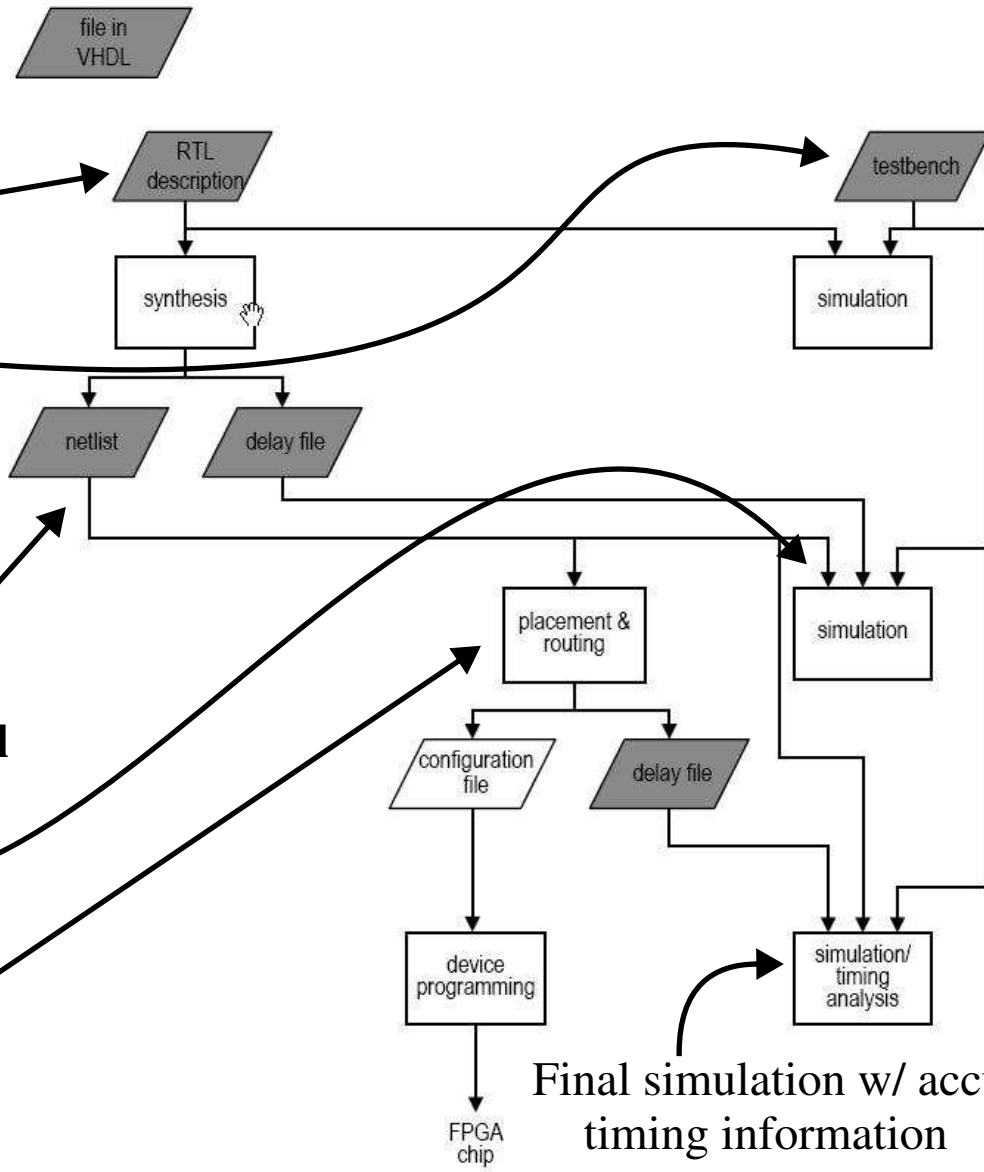 file in
VHDL
RTL
description
testbench
synthesis
simulation
netlist
delay file
placement &
routing
simulation
configuration
file
delay file
device
programming
simulation/
timing
analysis
Final simulation w/
timing information
FPGA
chip